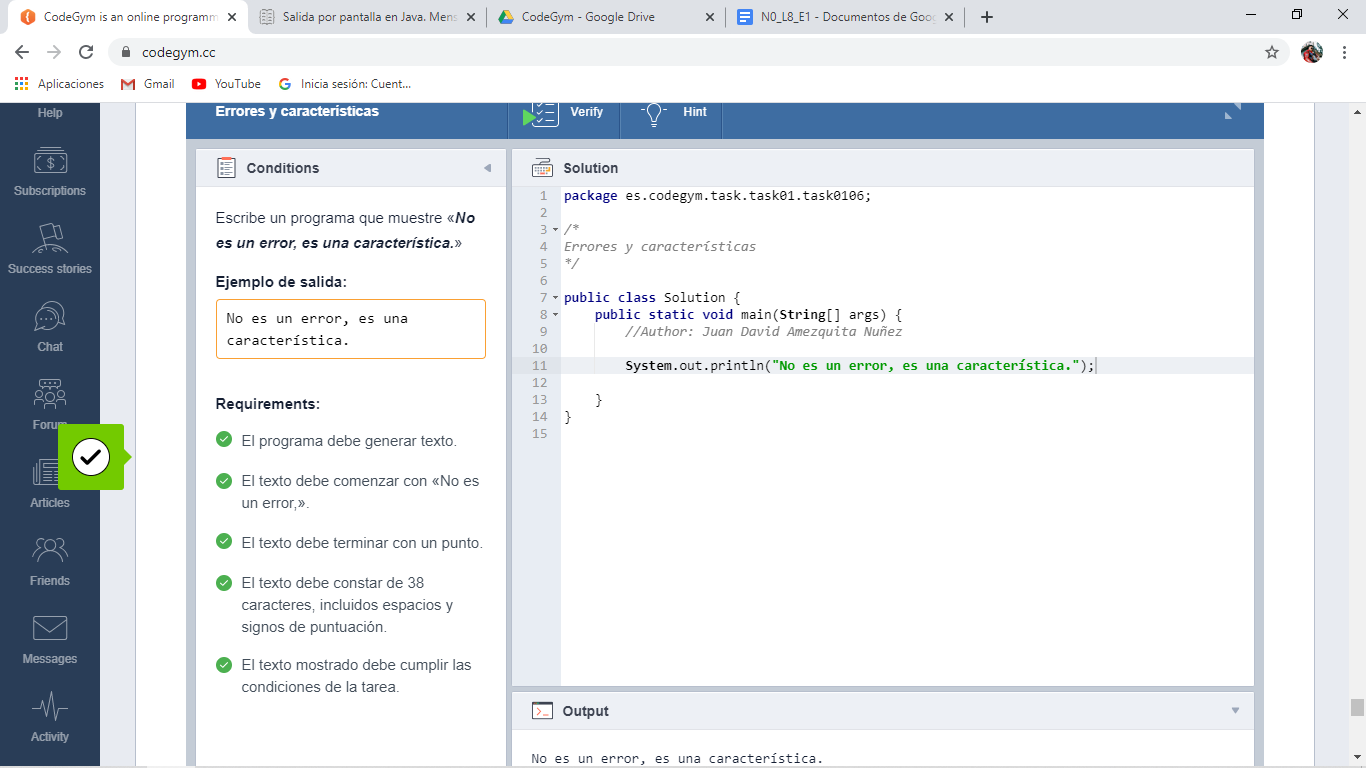 CodeGym is an online programm
Salida por pantalla en Java. Mens
CodeGym - Google Drive
N0_L8_E1 - Documentos de Goog
codegym.cc
Aplicaciones
Gmail
YouTube
Inicia sesión: Cuent...
Help
Subscriptions
Success stories
Chat
Forum
Articles
Friends
Messages
Activity
Errores y características
Verify
Hint
Conditions
Escribe un programa que muestre «No
es un error, es una característica.»
Ejemplo de salida:
No es un error, es una
característica.
Requirements:
El programa debe generar texto.
El texto debe comenzar con «No es
un error,».
El texto debe terminar con un punto.
El texto debe constar de 38
caracteres, incluidos espacios y
signos de puntuación.
El texto mostrado debe cumplir las
condiciones de la tarea.
Solution
1 package es.codegym.task.task01.task0106;
2
3 /*
4 Errores y características
5 */
6
7 public class Solution {
8 public static void main(String[] args) {
9 //Author: Juan David Amezquita Nuñez
10
11 System.out.println("No es un error, es una característica.");
12
13 }
14 }
15
Output
No es un error, es una característica.